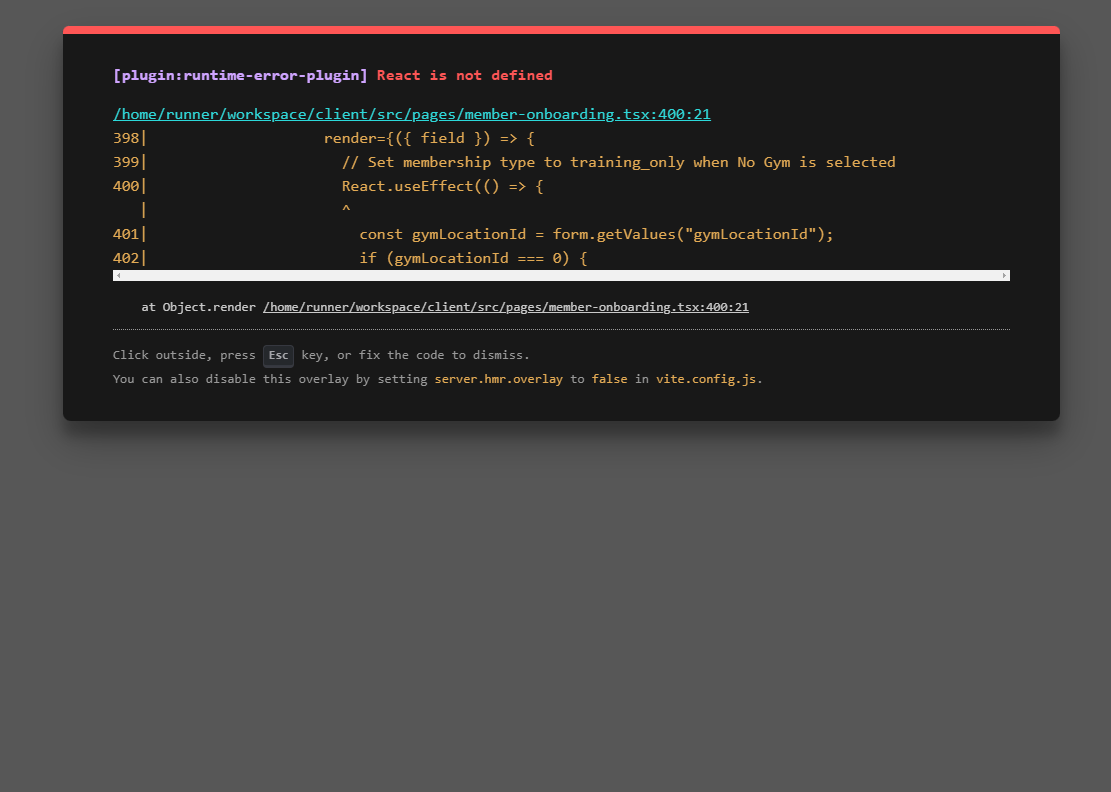 [plugin:runtime-error-plugin] React is not defined
/home/runner/workspace/client/src/pages/member-onboarding.tsx:400:21
398|                    render={({ field }) => {
399|                      // Set membership type to training_only when No Gym is selected
400|                      React.useEffect(() => {
   |                      ^
401|                        const gymLocationId = form.getValues("gymLocationId");
402|                        if (gymLocationId === 0) {
at Object.render /home/runner/workspace/client/src/pages/member-onboarding.tsx:400:21
Click outside, press Esc key, or fix the code to dismiss.
You can also disable this overlay by setting server.hmr.overlay to false in vite.config.js.